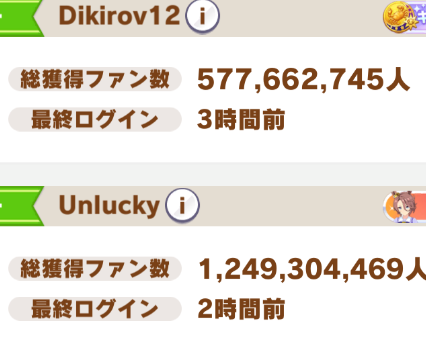 Dikirov12 i
総獲得ファン数 577,662,745人
最終ログイン 3時間前
Unlucky i
総獲得ファン数 1,249,304,469人
最終ログイン 2時間前